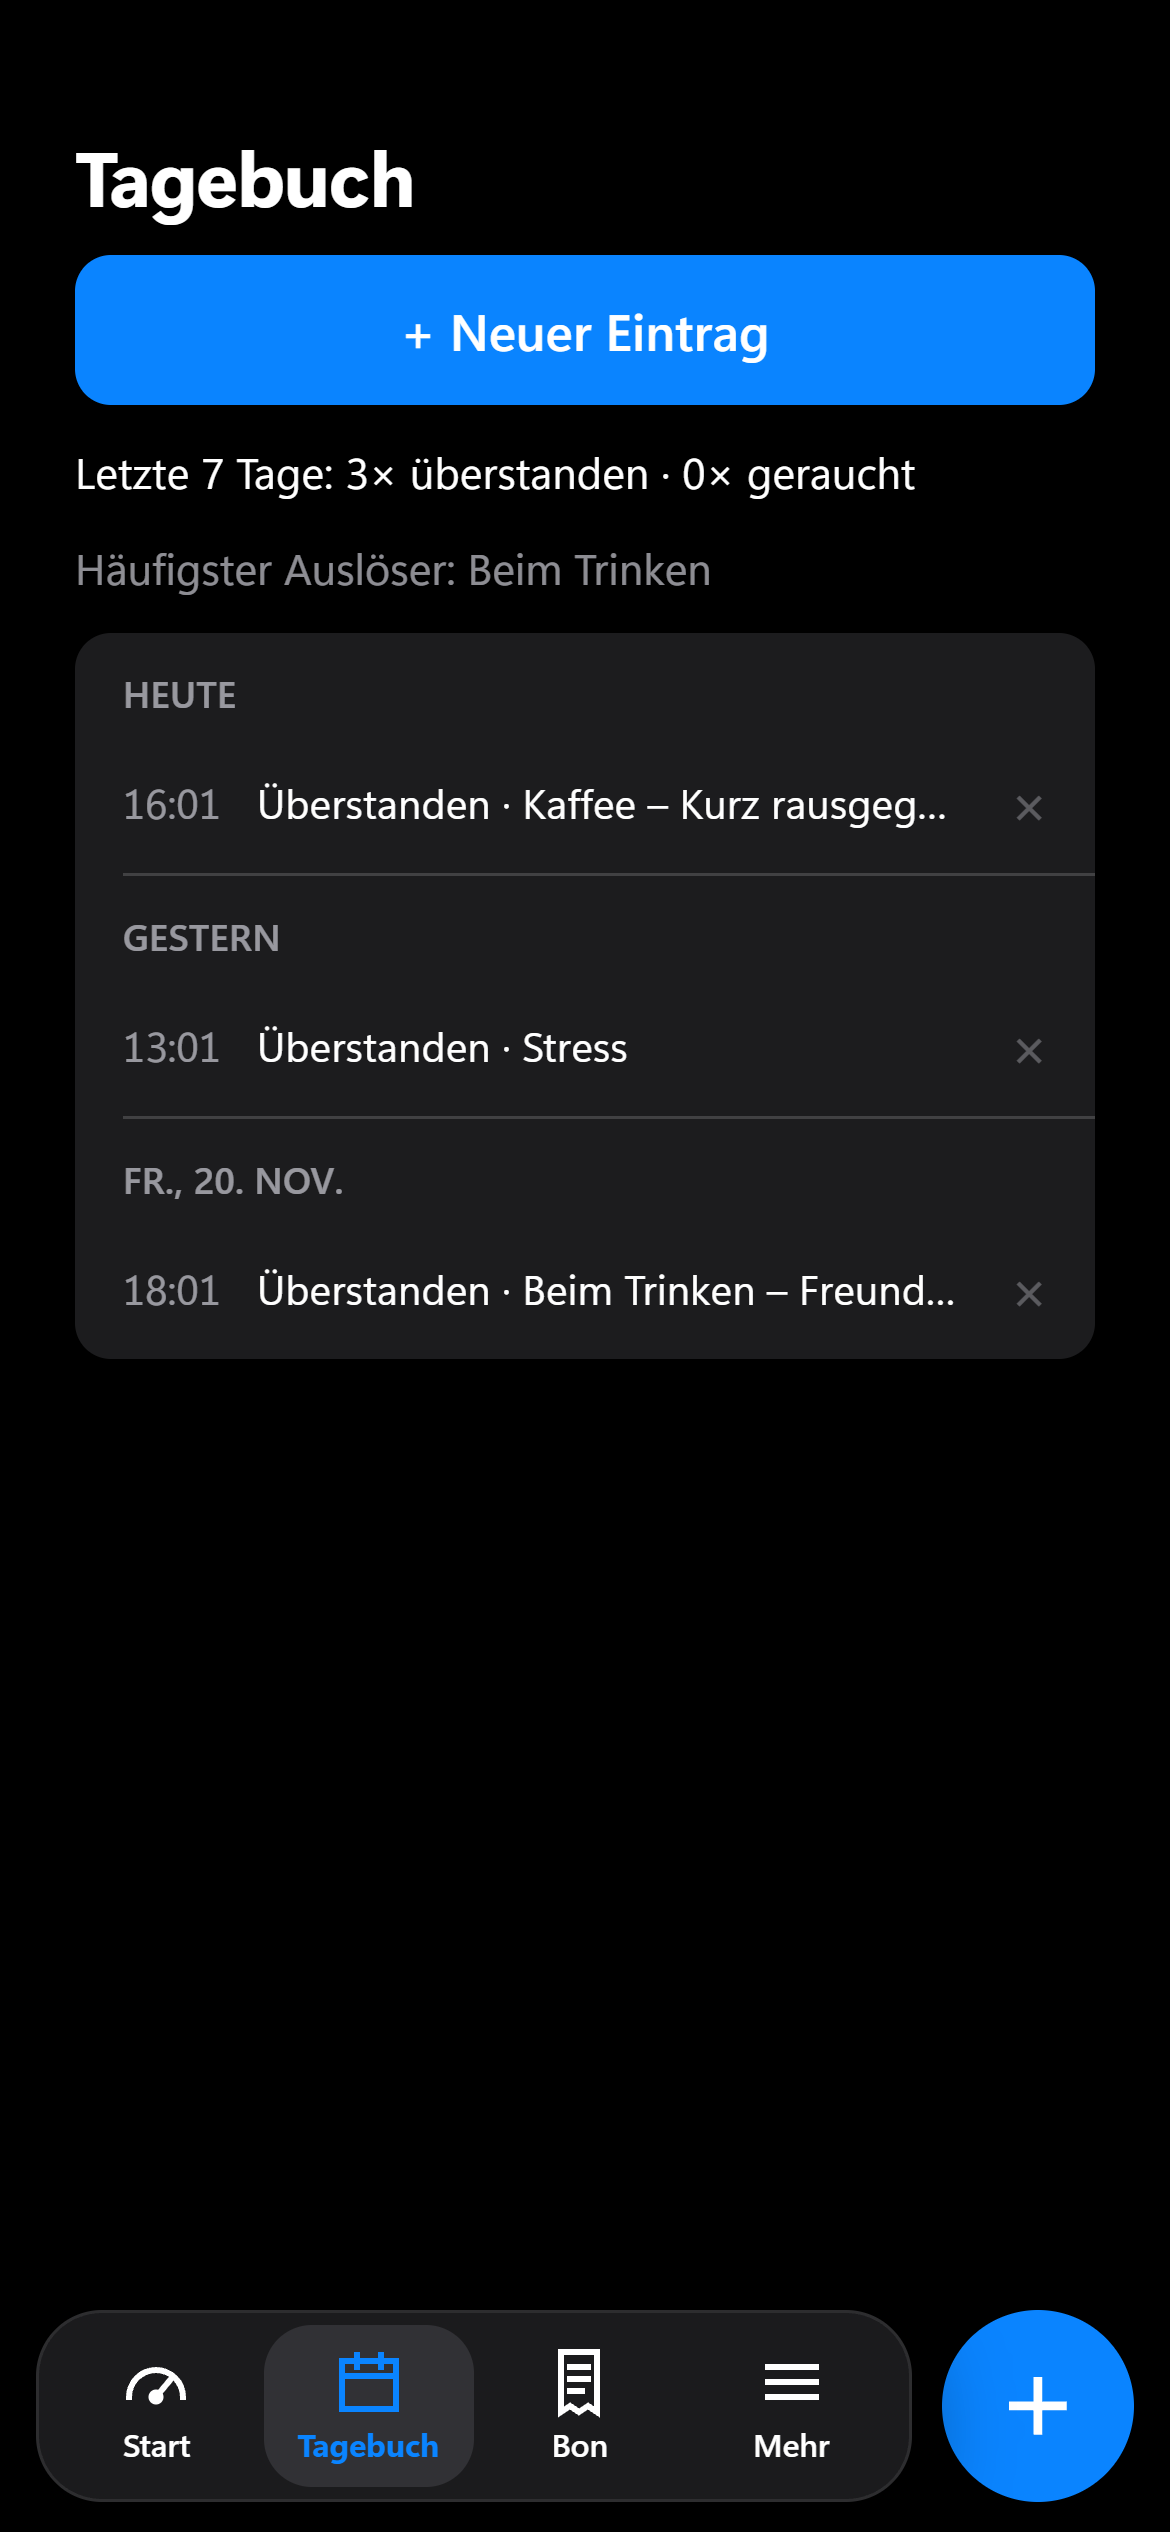 Tagebuch
+ Neuer Eintrag
Letzte 7 Tage: 3× überstanden · 0× geraucht
Häufigster Auslöser: Beim Trinken
HEUTE
16:01 Überstanden · Kaffee – Kurz rausgeg... ×
GESTERN
13:01 Überstanden · Stress ×
FR., 20. NOV.
18:01 Überstanden · Beim Trinken – Freund... ×
Start Tagebuch Bon Mehr +